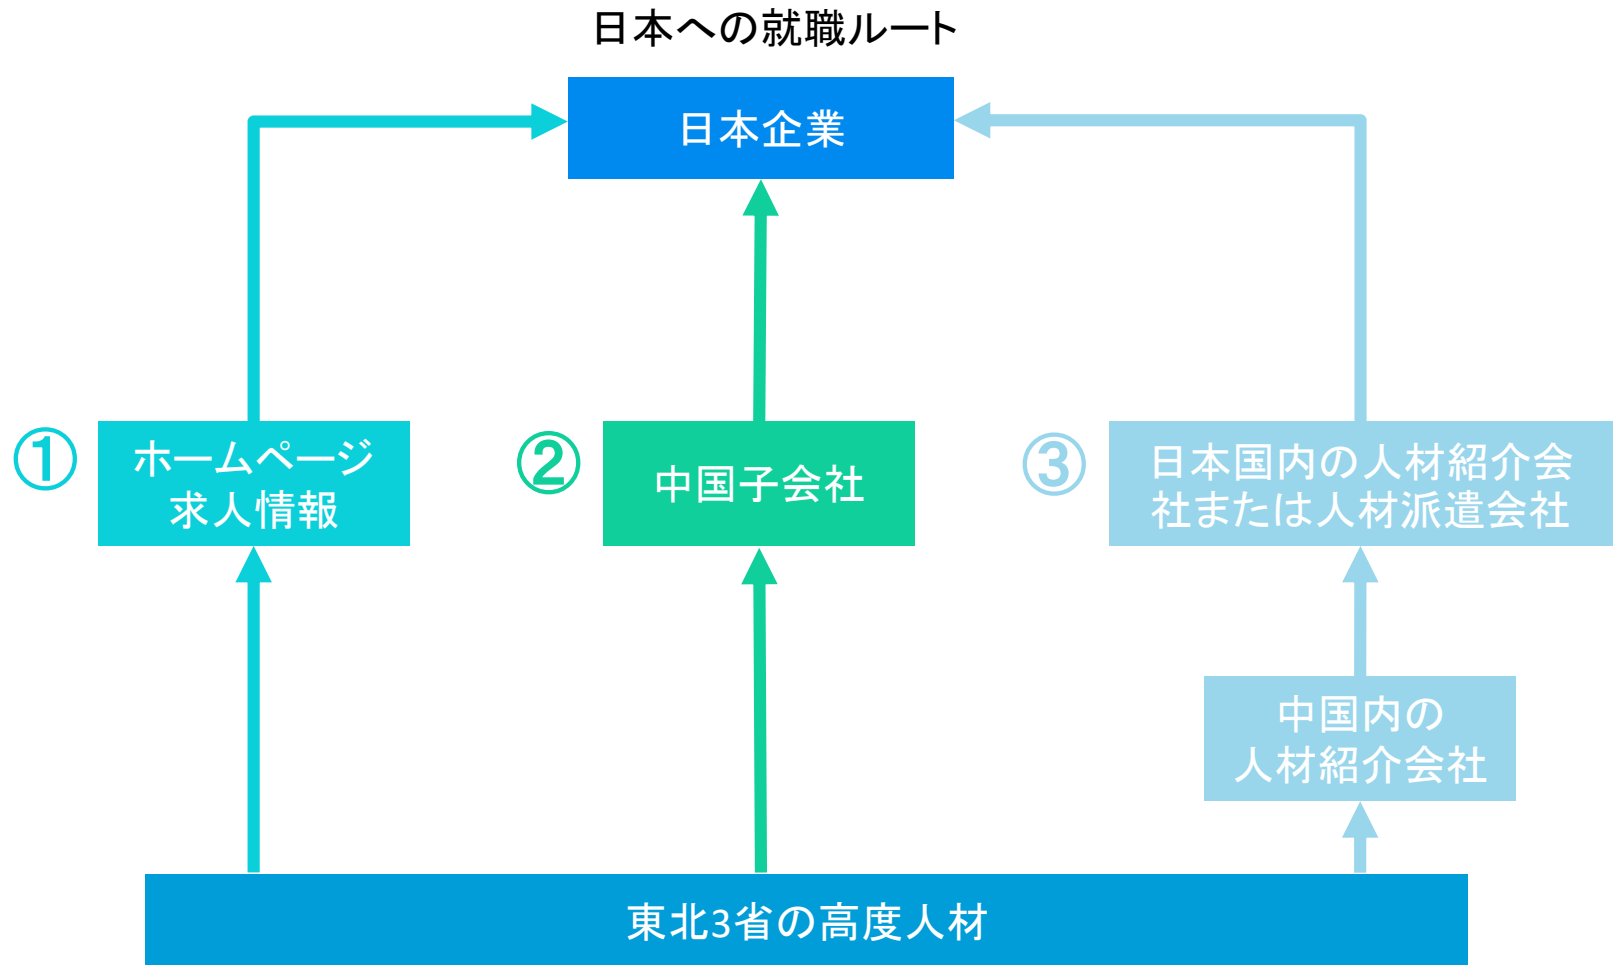 日本への就職ルート
日本企業
①
ホームページ
求人情報
②
中国子会社
③
日本国内の人材紹介会
社または人材派遣会社
中国内の
人材紹介会社
東北3省の高度人材